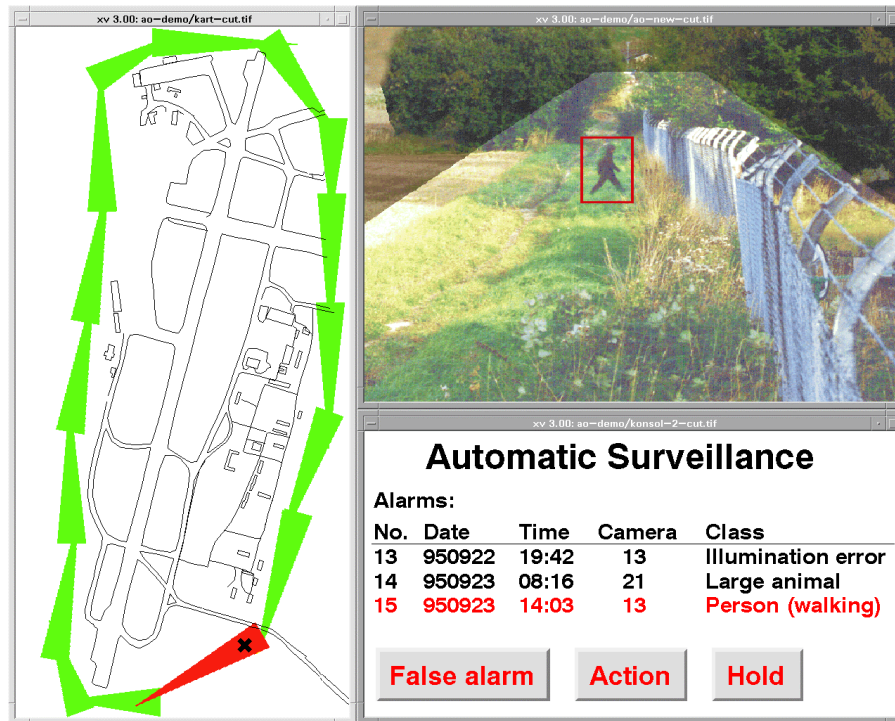 xv 3.00: ao-demo/kart-cut.tif
xv 3.00: ao-demo/ao-new-cut.tif
xv 3.00: ao-demo/konsol-2-cut.tif
Automatic Surveillance
Alarms:
No. Date Time Camera Class
13 950922 19:42 13 Illumination error
14 950923 08:16 21 Large animal
15 950923 14:03 13 Person (walking)
False alarm Action Hold